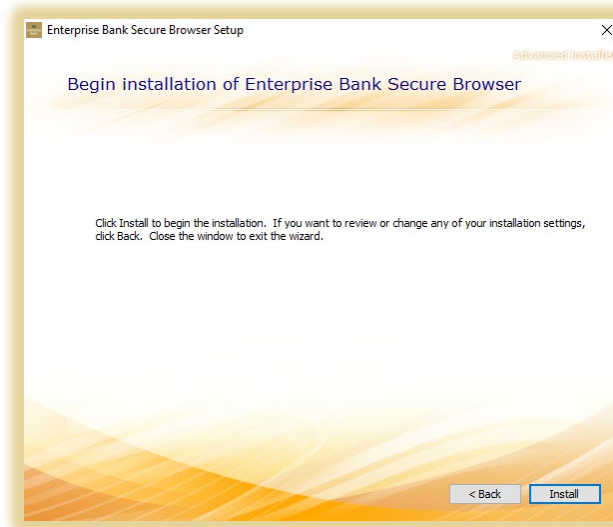 Enterprise Bank Secure Browser Setup
Advanced Installer
Begin installation of Enterprise Bank Secure Browser
Click Install to begin the installation.  If you want to review or change any of your installation settings,
click Back.  Close the window to exit the wizard.
< Back
Install